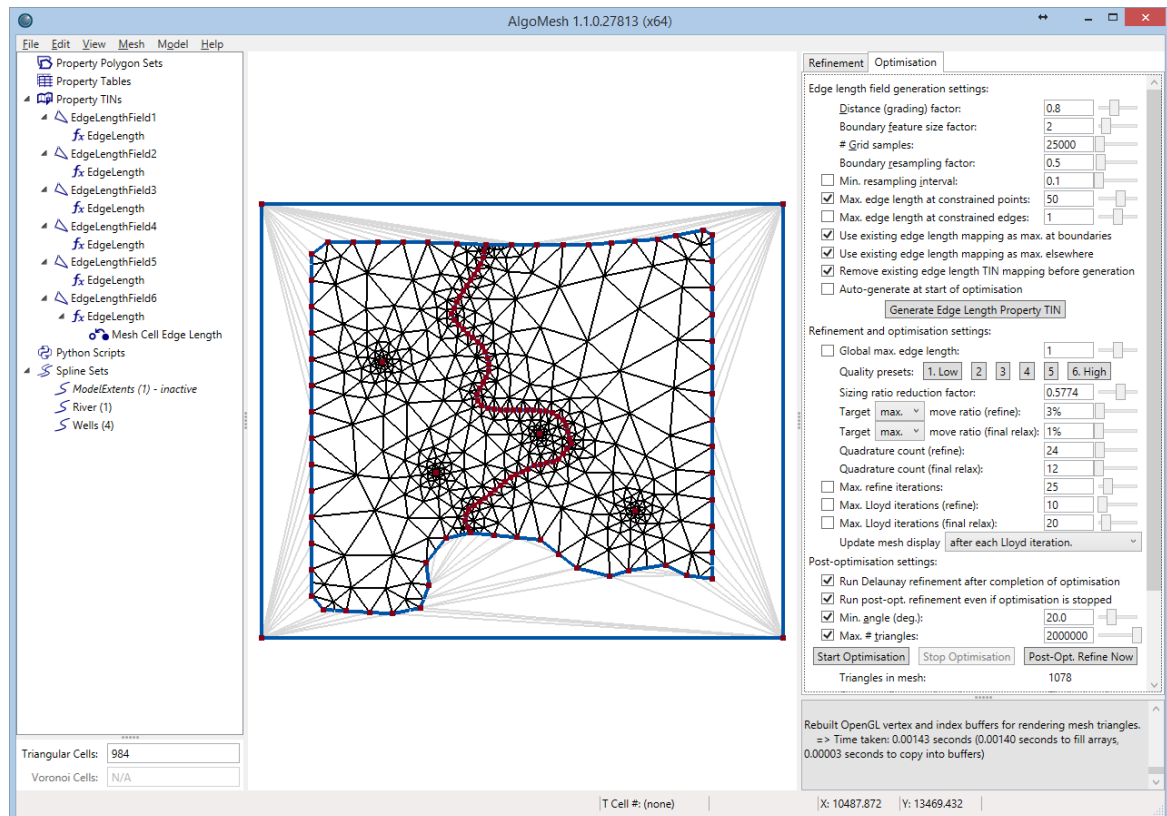 AlgoMesh 1.1.0.27813 (x64)
File Edit View Mesh Model Help
Property Polygon Sets
Property Tables
Property TINs
EdgeLengthField1
fx EdgeLength
EdgeLengthField2
fx EdgeLength
EdgeLengthField3
fx EdgeLength
EdgeLengthField4
fx EdgeLength
EdgeLengthField5
fx EdgeLength
EdgeLengthField6
fx EdgeLength
Mesh Cell Edge Length
Python Scripts
Spline Sets
ModelExtents (1) - inactive
River (1)
Wells (4)
Triangular Cells: 984
Voronoi Cells: N/A
Refinement Optimisation
Edge length field generation settings:
Distance (grading) factor: 0.8
Boundary feature size factor: 2
# Grid samples: 25000
Boundary resampling factor: 0.5
Min. resampling interval: 0.1
Max. edge length at constrained points: 50
Max. edge length at constrained edges: 1
Use existing edge length mapping as max. at boundaries
Use existing edge length mapping as max. elsewhere
Remove existing edge length TIN mapping before generation
Auto-generate at start of optimisation
Generate Edge Length Property TIN
Refinement and optimisation settings:
Global max. edge length: 1
Quality presets: 1. Low 2 3 4 5 6. High
Sizing ratio reduction factor: 0.5774
Target max. move ratio (refine): 3%
Target max. move ratio (final relax): 1%
Quadrature count (refine): 24
Quadrature count (final relax): 12
Max. refine iterations: 25
Max. Lloyd iterations (refine): 10
Max. Lloyd iterations (final relax): 20
Update mesh display after each Lloyd iteration.
Post-optimisation settings:
Run Delaunay refinement after completion of optimisation
Run post-opt. refinement even if optimisation is stopped
Min. angle (deg.): 20.0
Max. # triangles: 2000000
Start Optimisation Stop Optimisation Post-Opt. Refine Now
Triangles in mesh: 1078
Rebuilt OpenGL vertex and index buffers for rendering mesh triangles.
=> Time taken: 0.00143 seconds (0.00140 seconds to fill arrays,
0.00003 seconds to copy into buffers)
T Cell #: (none) X: 10487.872 Y: 13469.432